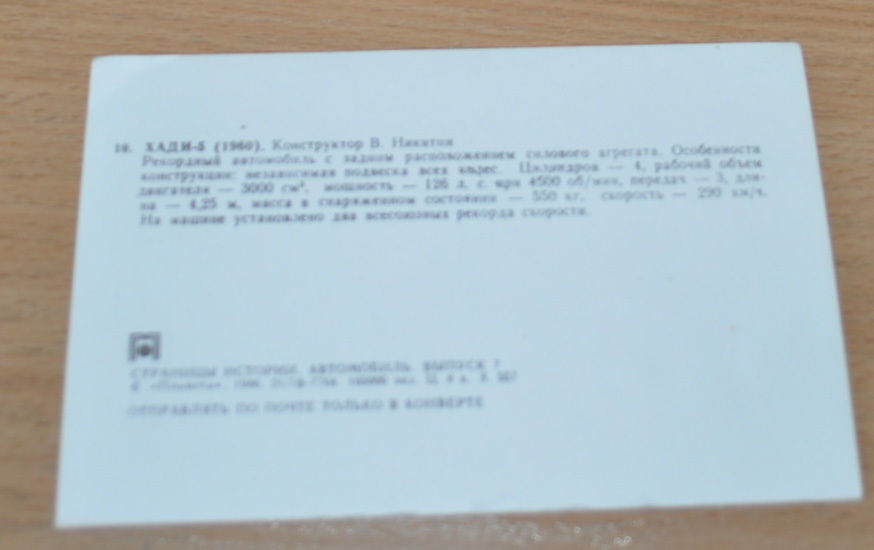 16. ХАДИ-5 (1960). Конструктор В. Никитин
Рекордный автомобиль с задним расположением силового агрегата. Особенности
конструкции: независимая подвеска всех колес. Цилиндров — 4, рабочий объем
двигателя — 3000 см³, мощность — 126 л. с. при 4500 об/мин, передач — 3, дли-
на — 4,25 м, масса в снаряженном состоянии — 550 кг, скорость — 290 км/ч.
На машине установлено два всесоюзных рекорда скорости.
СТРАНИЦЫ ИСТОРИИ. АВТОМОБИЛЬ. ВЫПУСК
«Планета».
ОТПРАВЛЯТЬ ПО ПОЧТЕ ТОЛЬКО В КОНВЕРТЕ